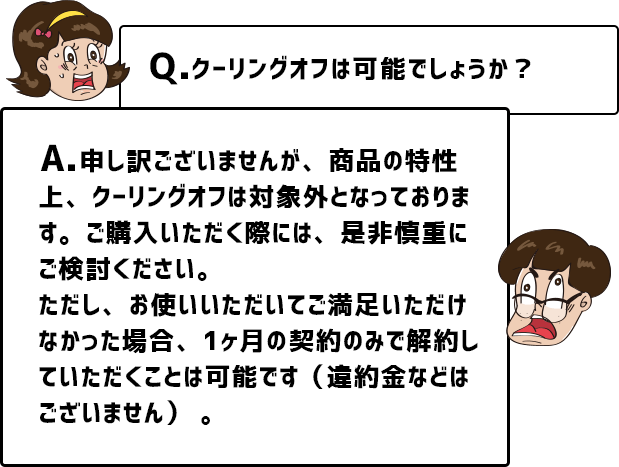 Q.クーリングオフは可能でしょうか?
A.申し訳ございませんが、商品の特性
上、クーリングオフは対象外となっておりま
す。ご購入いただく際には、是非慎重に
ご検討ください。
ただし、お使いいただいてご満足いただけ
なかった場合、1ヶ月の契約のみで解約し
ていただくことは可能です（違約金などは
ございません）。